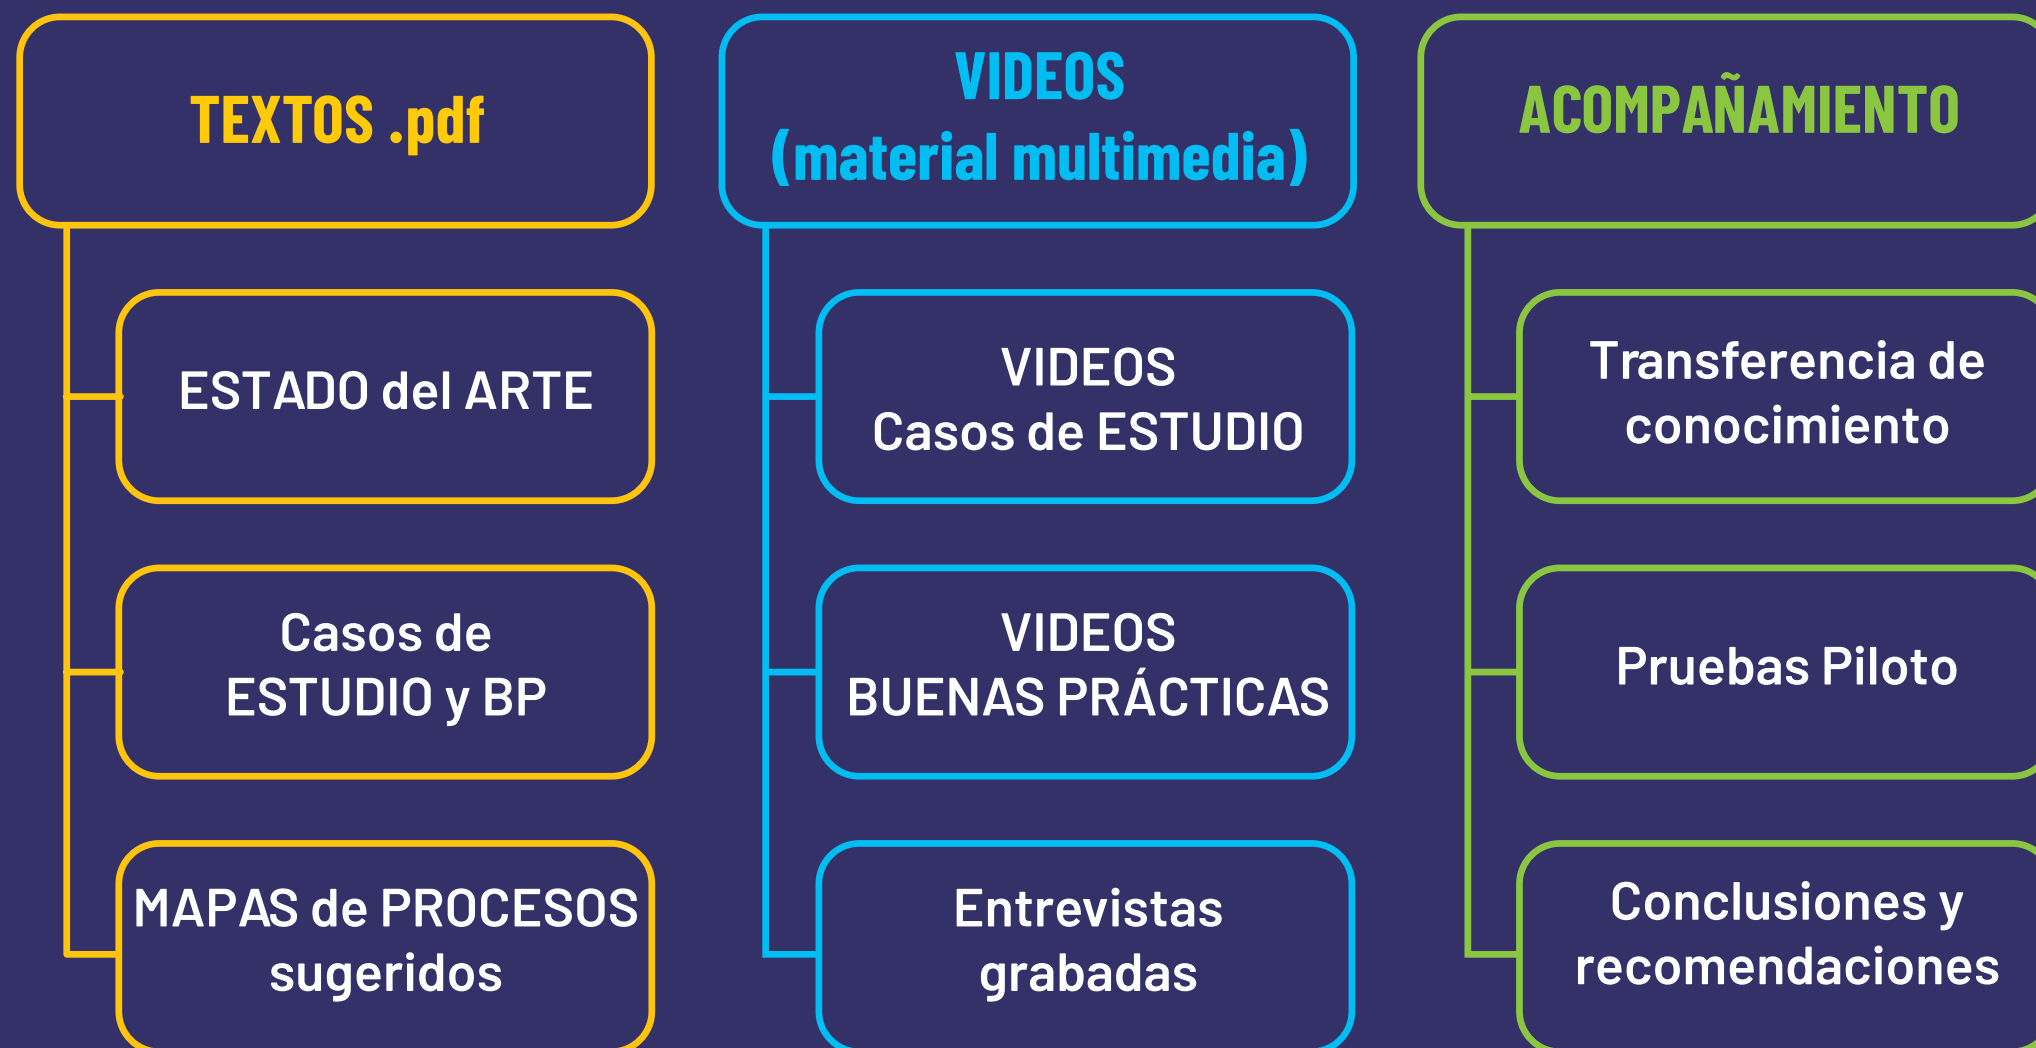 TEXTOS .pdf
ESTADO del ARTE
Casos de
ESTUDIO y BP
MAPAS de PROCESOS
sugeridos
VIDEOS
(material multimedia)
VIDEOS
Casos de ESTUDIO
VIDEOS
BUENAS PRÁCTICAS
Entrevistas
grabadas
ACOMPAÑAMIENTO
Transferencia de
conocimiento
Pruebas Piloto
Conclusiones y
recomendaciones